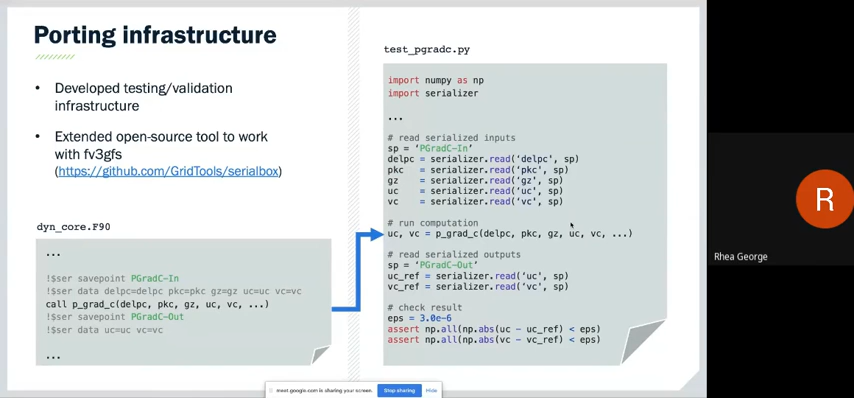 Porting infrastructure
• Developed testing/validation
infrastructure
• Extended open-source tool to work
with fv3gfs
(https://github.com/GridTools/serialbox)
dyn_core.F90
...
!$ser savepoint PGradC-In
!$ser data delpc=delpc pkc=pkc gz=gz uc=uc vc=vc
call p_grad_c(delpc, pkc, gz, uc, vc, ...)
!$ser savepoint PGradC-Out
!$ser data uc=uc vc=vc
...
test_pgradc.py
import numpy as np
import serializer
...
# read serialized inputs
sp = ‘PGradC-In’
delpc = serializer.read(‘delpc’, sp)
pkc = serializer.read(‘pkc’, sp)
gz = serializer.read(‘gz’, sp)
uc = serializer.read(‘uc’, sp)
vc = serializer.read(‘vc’, sp)
# run computation
uc, vc = p_grad_c(delpc, pkc, gz, uc, vc, ...)
# read serialized outputs
sp = ‘PGradC-Out’
uc_ref = serializer.read(‘uc’, sp)
vc_ref = serializer.read(‘vc’, sp)
# check result
eps = 3.0e-6
assert np.all(np.abs(uc - uc_ref) < eps)
assert np.all(np.abs(vc - vc_ref) < eps)
R
Rhea George
meet.google.com is sharing your screen.
Stop sharing
Hide